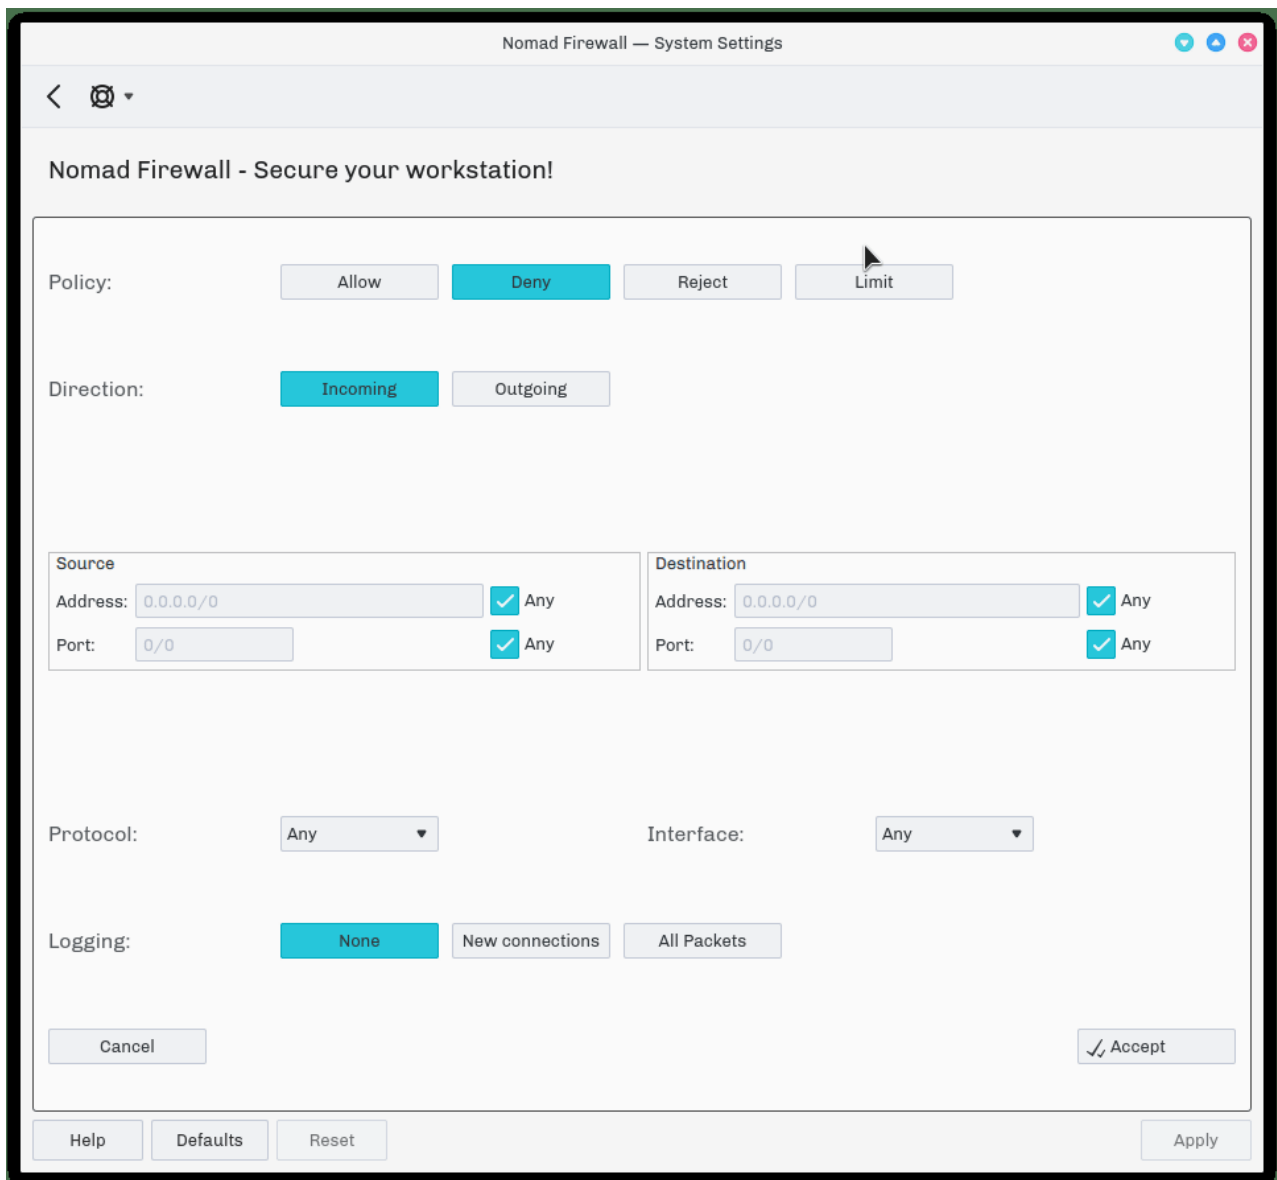 Nomad Firewall — System Settings
Nomad Firewall - Secure your workstation!
Policy: Allow Deny Reject Limit
Direction: Incoming Outgoing
Source
Address: 0.0.0.0/0 Any
Port: 0/0 Any
Destination
Address: 0.0.0.0/0 Any
Port: 0/0 Any
Protocol: Any Interface: Any
Logging: None New connections All Packets
Cancel Accept
Help Defaults Reset Apply